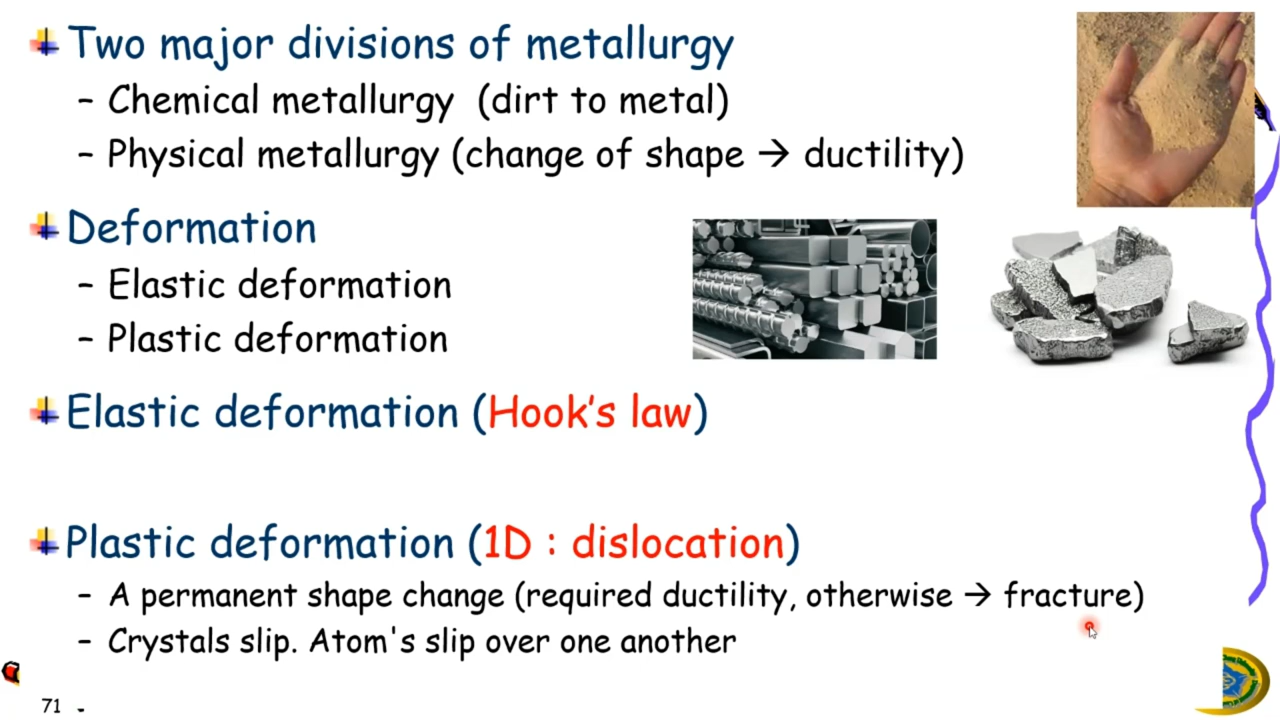 Two major divisions of metallurgy
– Chemical metallurgy (dirt to metal)
– Physical metallurgy (change of shape → ductility)
Deformation
– Elastic deformation
– Plastic deformation
Elastic deformation (Hook's law)
Plastic deformation (1D : dislocation)
– A permanent shape change (required ductility, otherwise → fracture)
– Crystals slip. Atom's slip over one another
71 -